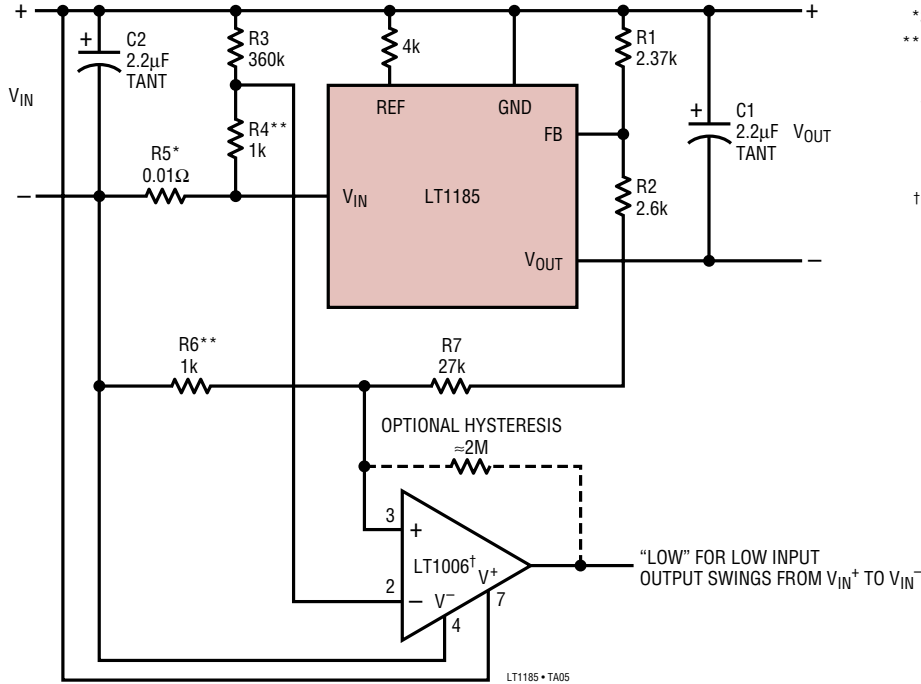 +
+
*
**
†
C2
+
2.2µF
TANT
R3
360k
4k
R1
2.37k
V_IN
REF
GND
R4**
1k
FB
C1
+
2.2µF
TANT
V_OUT
R5*
0.01Ω
R2
2.6k
–
V_IN
LT1185
V_OUT
–
R6**
1k
R7
27k
OPTIONAL HYSTERESIS
≈2M
3
+
LT1006†
V+
7
2
–
V–
4
“LOW” FOR LOW INPUT
OUTPUT SWINGS FROM V_IN+ TO V_IN–
LT1185 • TA05